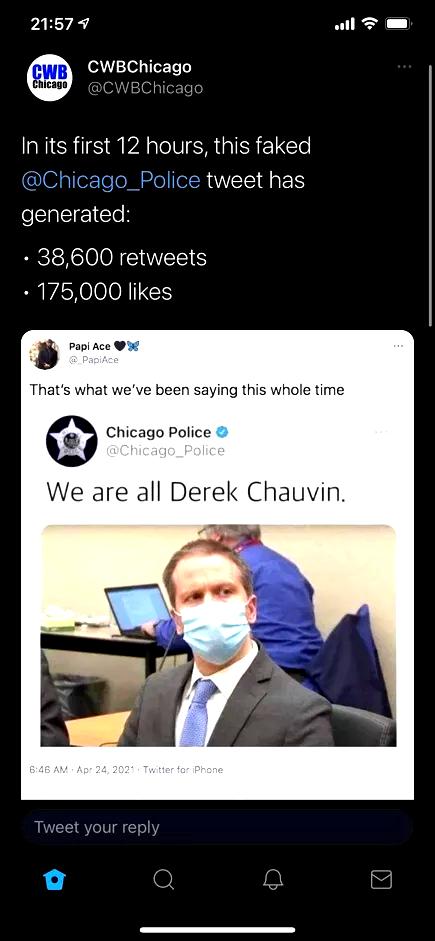 21:57
CWB
Chicago
CWBChicago
@CWBChicago
In its first 12 hours, this faked
@Chicago_Police tweet has
generated:
• 38,600 retweets
• 175,000 likes
Papi Ace 🖤🦋
@_PapiAce
That's what we've been saying this whole time
Chicago Police
@Chicago_Police
We are all Derek Chauvin.
6:46 AM · Apr 24, 2021 · Twitter for iPhone
Tweet your reply